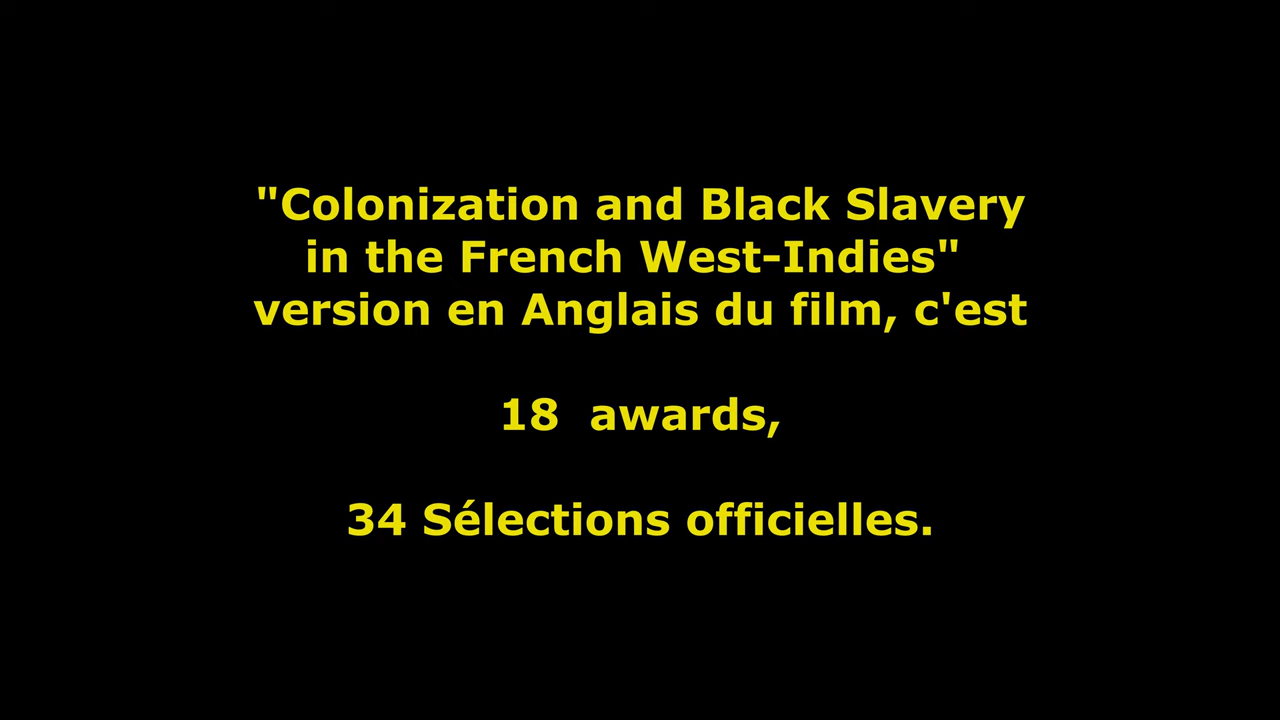 "Colonization and Black Slavery
in the French West-Indies"
version en Anglais du film, c'est
18  awards,
34 Sélections officielles.